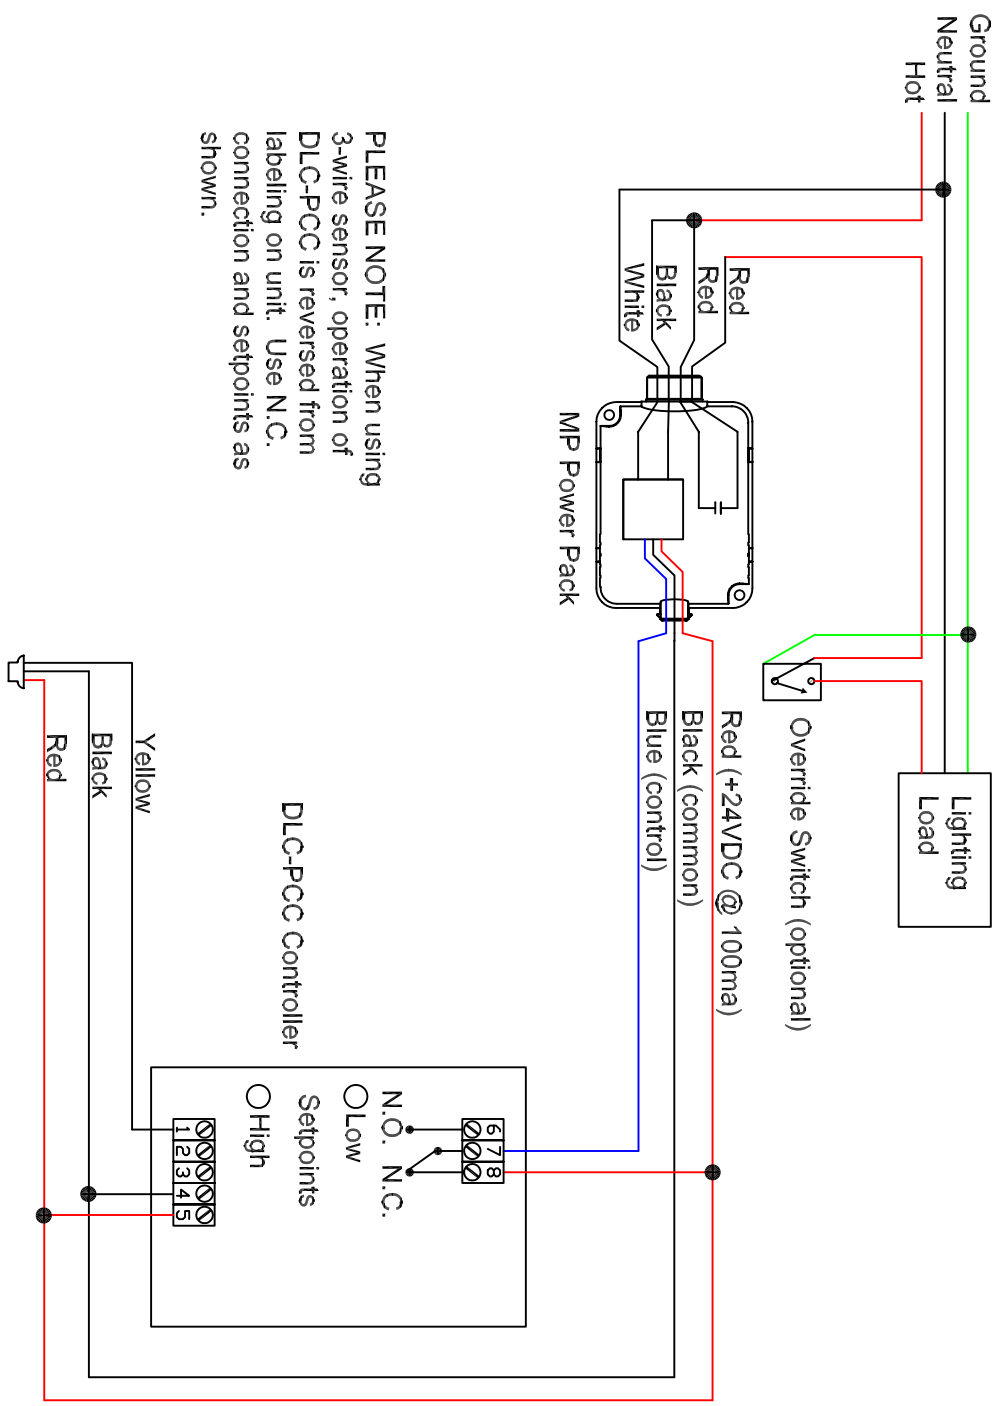 Ground
Neutral
Hot
Red
Red
Black
White
MP Power Pack
Lighting
Load
Override Switch (optional)
Red (+24VDC @ 100ma)
Black (common)
Blue (control)
PLEASE NOTE: When using
3-wire sensor, operation of
DLC-PCC is reversed from
labeling on unit. Use N.C.
connection and setpoints as
shown.
Yellow
Black
Red
DLC-PCC Controller
6
7
8
N.O. N.C.
Low
Setpoints
High
1
2
3
4
5